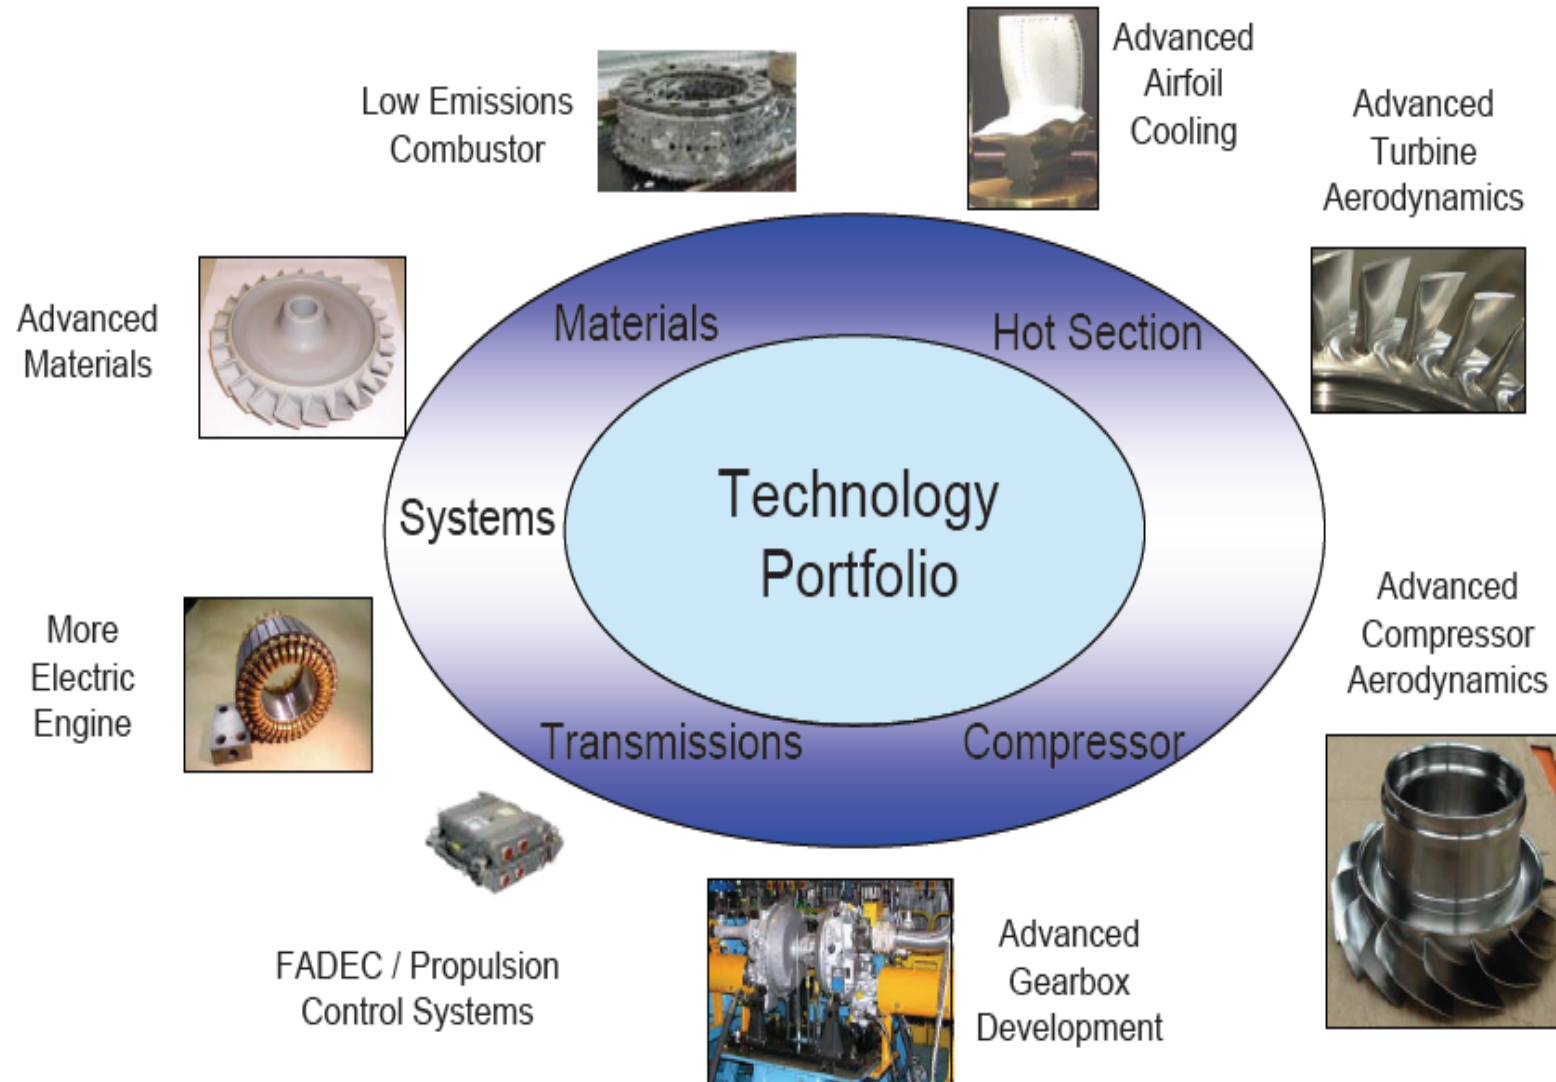 Low Emissions
Combustor
Advanced
Airfoil
Cooling
Advanced
Turbine
Aerodynamics
Advanced
Materials
Materials
Hot Section
Systems
Technology
Portfolio
More
Electric
Engine
Transmissions
Compressor
Advanced
Compressor
Aerodynamics
FADEC / Propulsion
Control Systems
Advanced
Gearbox
Development